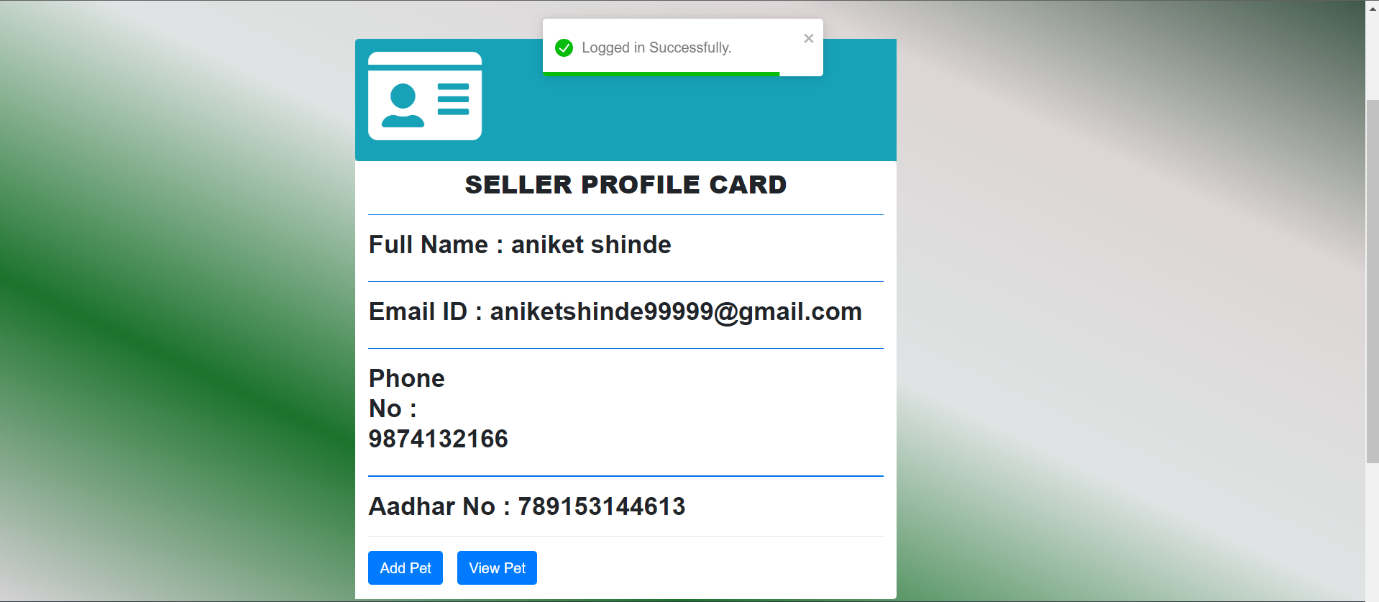 Logged in Successfully.
SELLER PROFILE CARD
Full Name : aniket shinde
Email ID : aniketshinde99999@gmail.com
Phone
No :
9874132166
Aadhar No : 789153144613
Add Pet View Pet